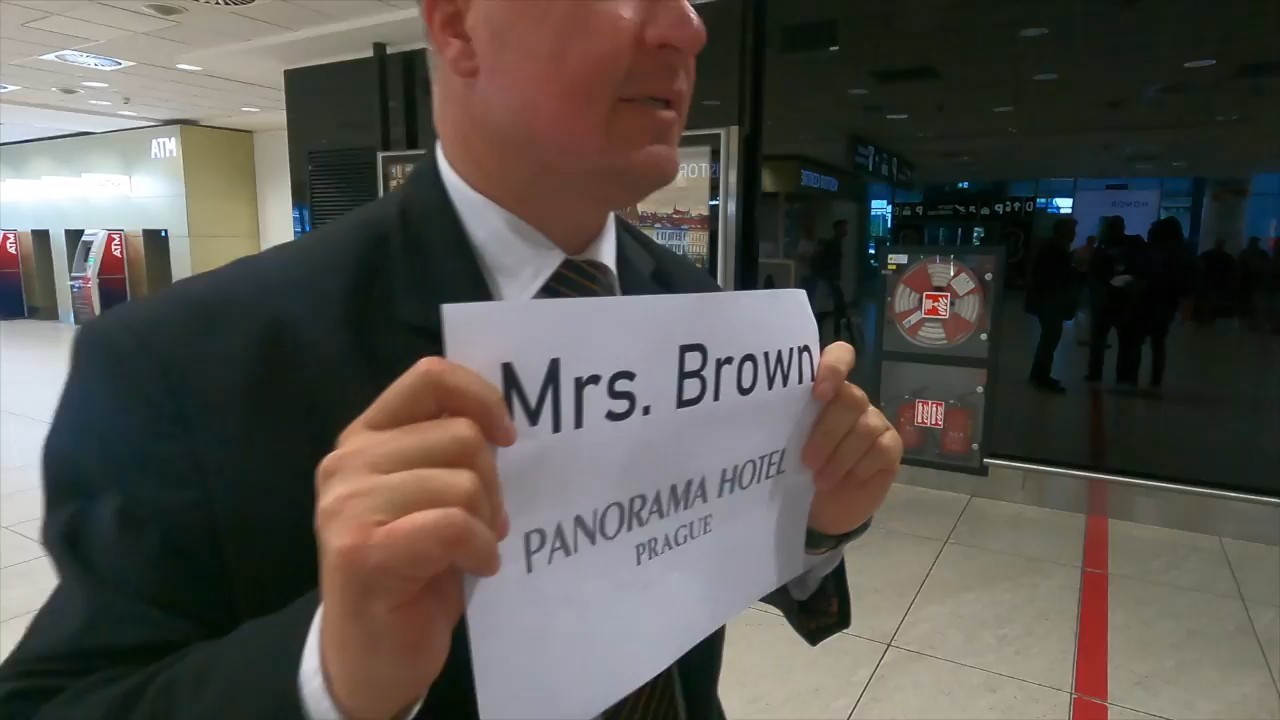 ATM
ATM
ATM
Mrs. Brown
PANORAMA HOTEL
PRAGUE